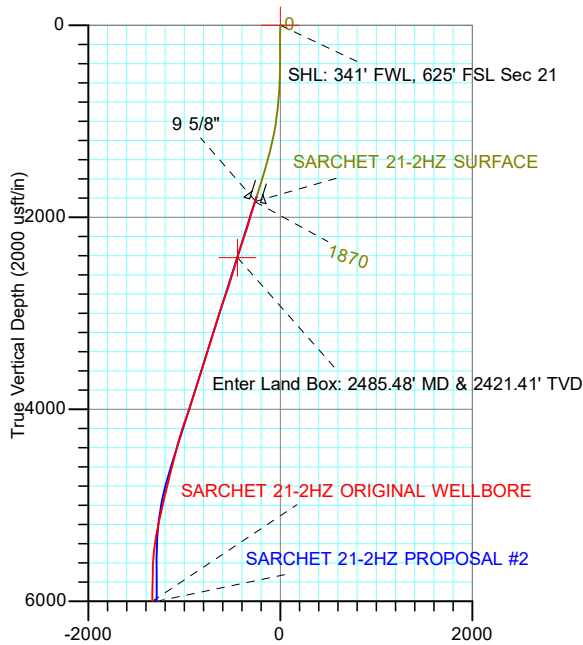 0
0
SHL: 341' FWL, 625' FSL Sec 21
9 5/8"
SARCHET 21-2HZ SURFACE
2000
1870
True Vertical Depth (2000 usft/in)
Enter Land Box: 2485.48' MD & 2421.41' TVD
4000
SARCHET 21-2HZ ORIGINAL WELLBORE
SARCHET 21-2HZ PROPOSAL #2
6000
-2000
0
2000